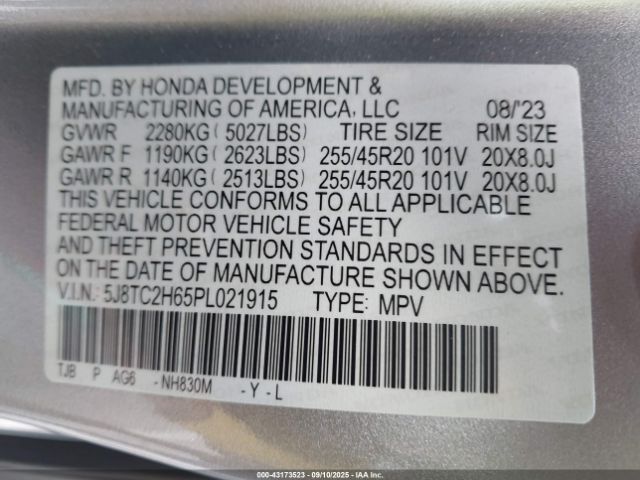 MFD. BY HONDA DEVELOPMENT &
MANUFACTURING OF AMERICA, LLC 08/'23
GVWR 2280KG ( 5027LBS) TIRE SIZE RIM SIZE
GAWR F 1190KG ( 2623LBS) 255/45R20 101V 20X8.0J
GAWR R 1140KG ( 2513LBS) 255/45R20 101V 20X8.0J
THIS VEHICLE CONFORMS TO ALL APPLICABLE
FEDERAL MOTOR VEHICLE SAFETY
AND THEFT PREVENTION STANDARDS IN EFFECT
ON THE DATE OF MANUFACTURE SHOWN ABOVE.
V.I.N.: 5J8TC2H65PL021915 TYPE: MPV
TJB P AG6 -NH830M -Y-L
000-43173523 - 09/10/2025 - IAA Inc.